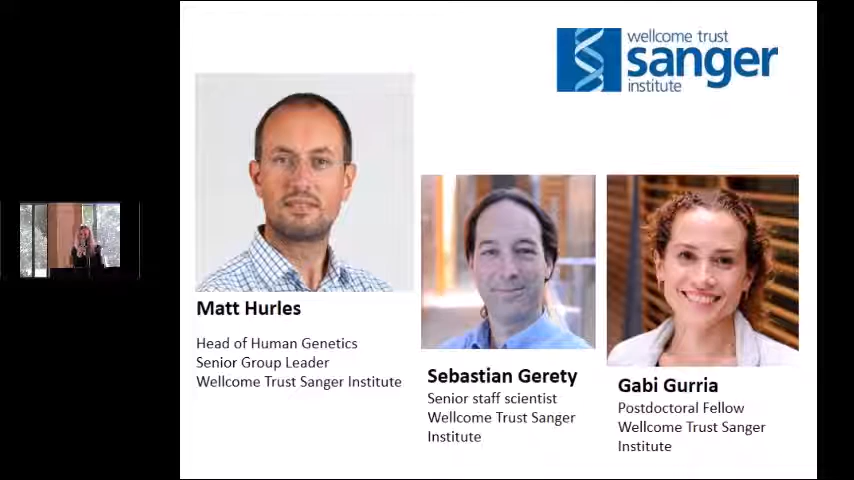 wellcome trust
sanger
institute
Matt Hurles
Head of Human Genetics
Senior Group Leader
Wellcome Trust Sanger Institute
Sebastian Gerety
Senior staff scientist
Wellcome Trust Sanger
Institute
Gabi Gurria
Postdoctoral Fellow
Wellcome Trust Sanger
Institute